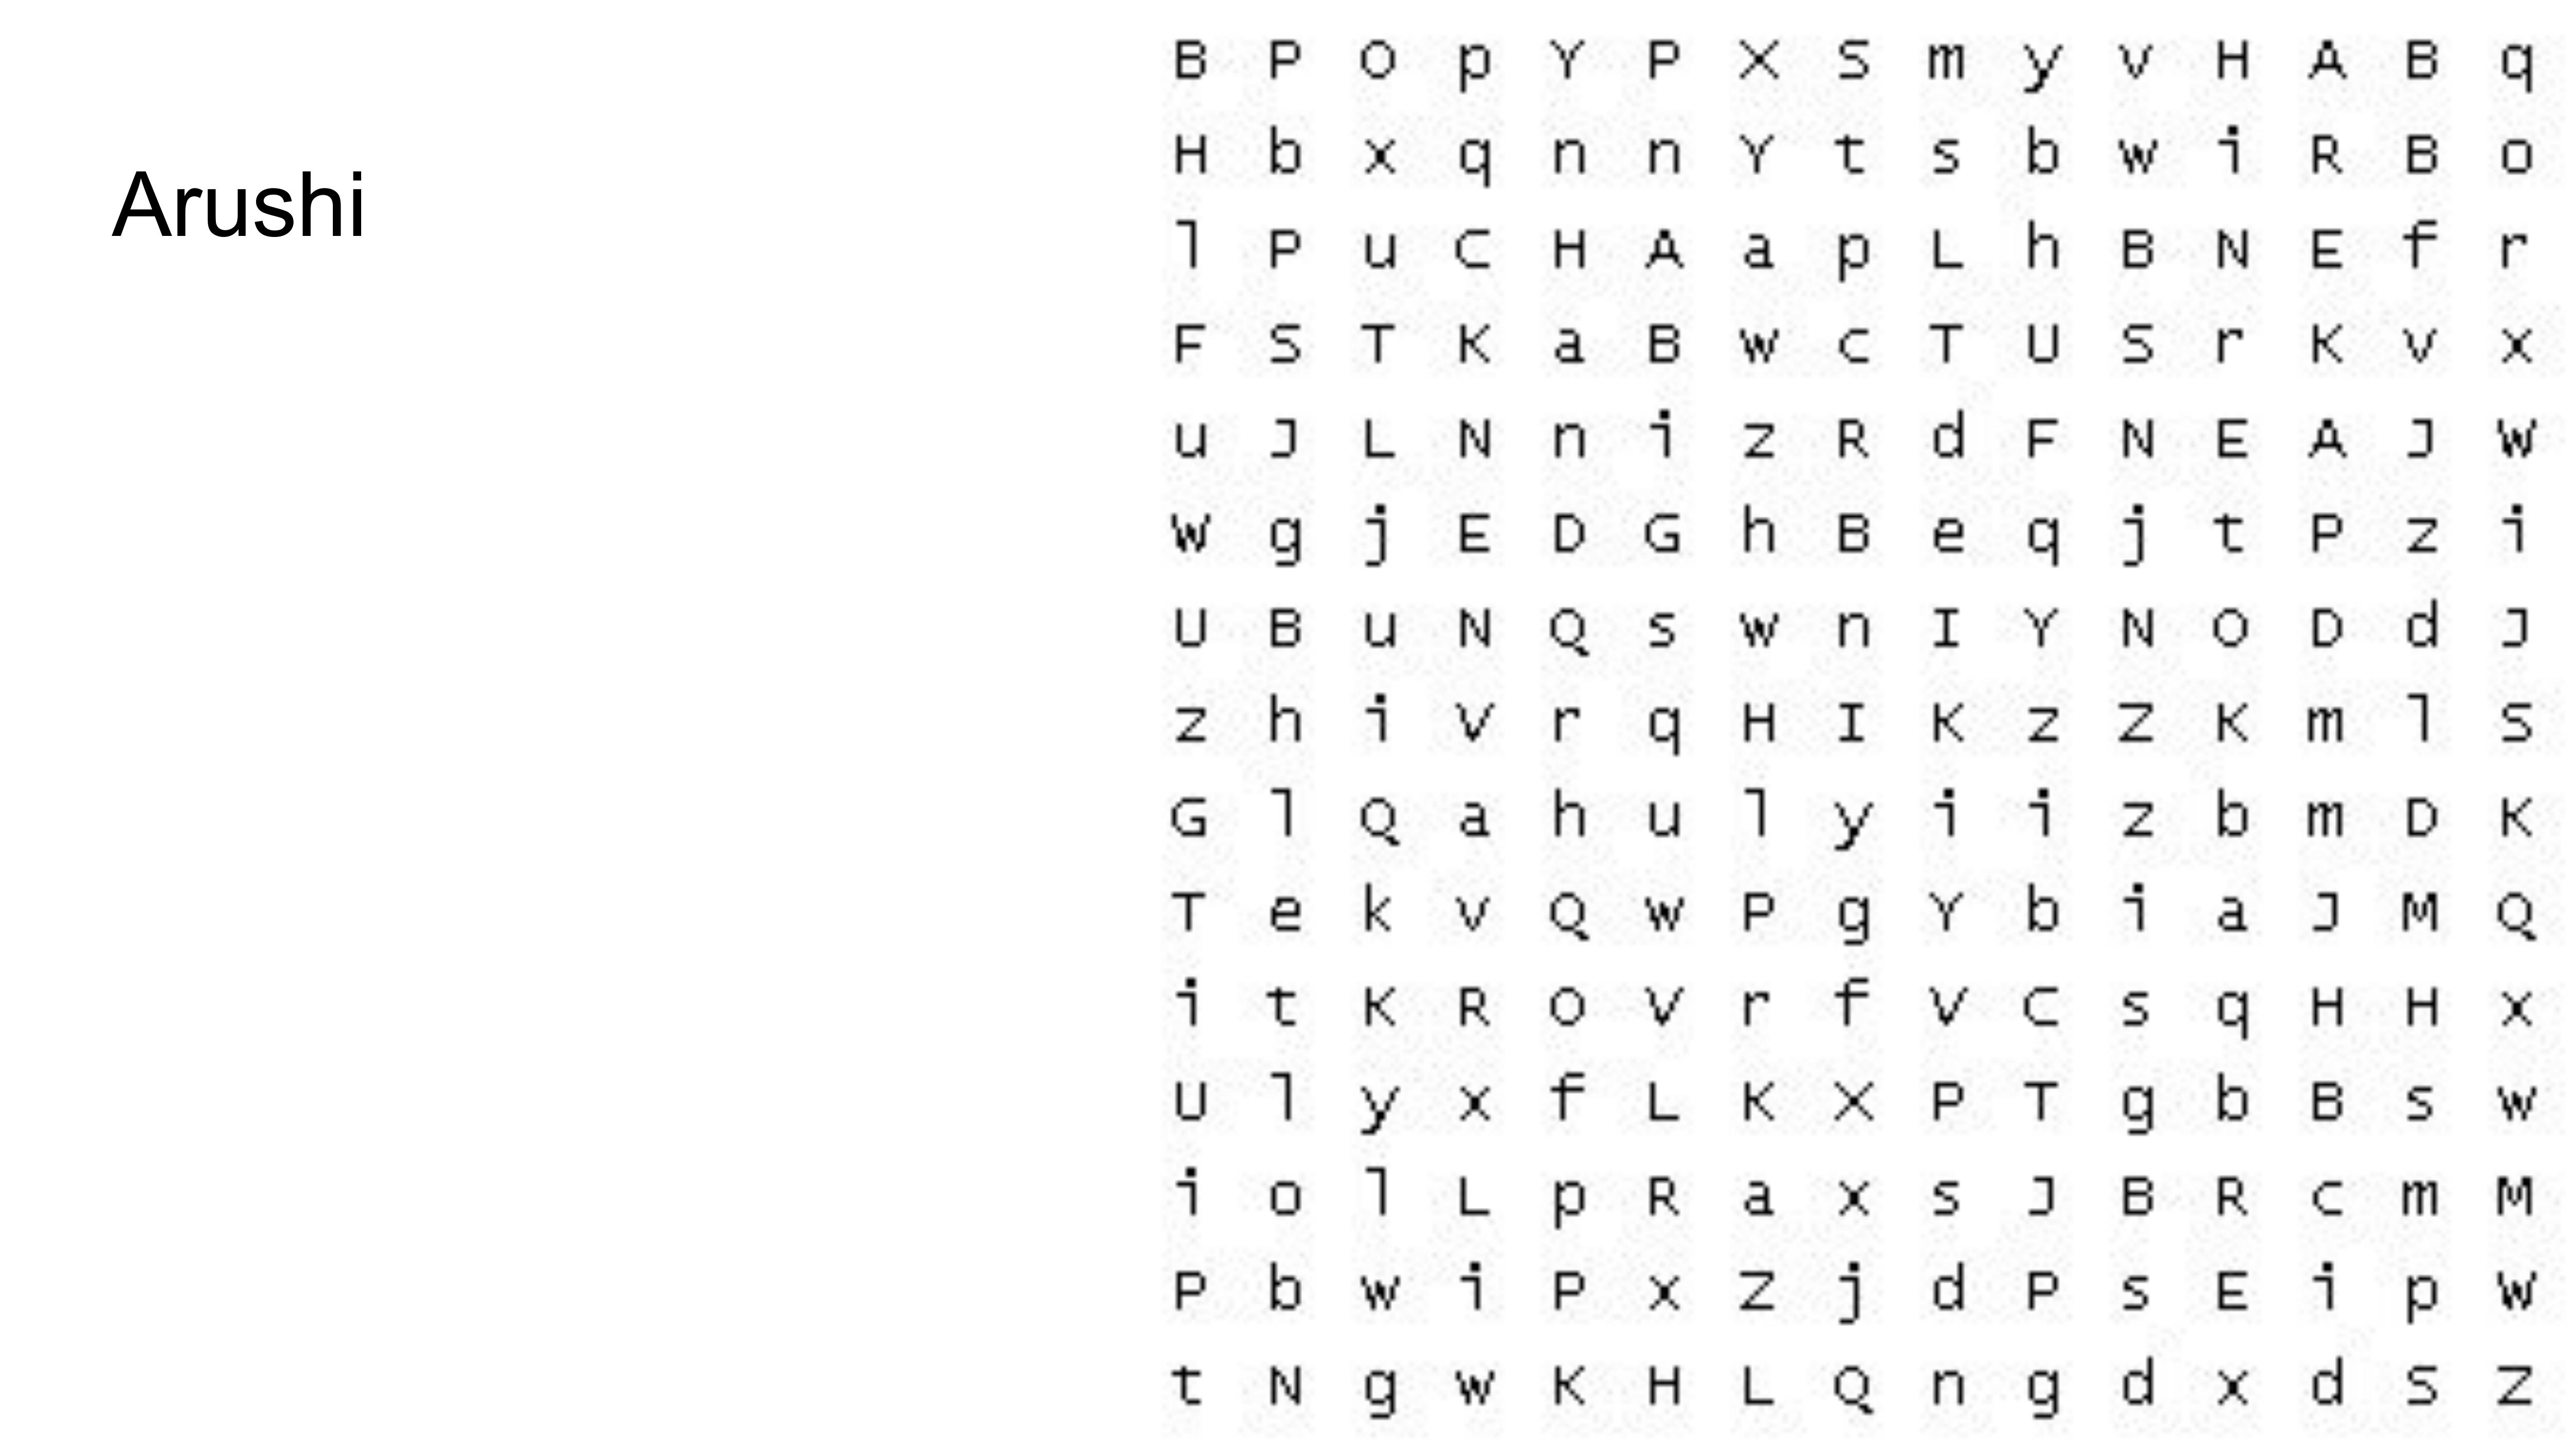 Arushi
B P O p Y P X S m y v H A B q
H b x q n n Y t s b w i R B o
l P u C H A a p L h B N E f r
F S T K a B w c T U S r K v x
u J L N n i z R d F N E A J W
W g j E D G h B e q j t P z i
U B u N Q s w n I Y N O D d J
z h i V r q H I K z Z K m l S
G l Q a h u l y i i z b m D K
T e k v Q w P g Y b i a J M Q
i t K R O V r f V C s q H H x
U l y x f L K X P T g b B s w
i o l L p R a x s J B R c m M
P b w i P x Z j d P s E i p W
t N g w K H L Q n g d x d S Z